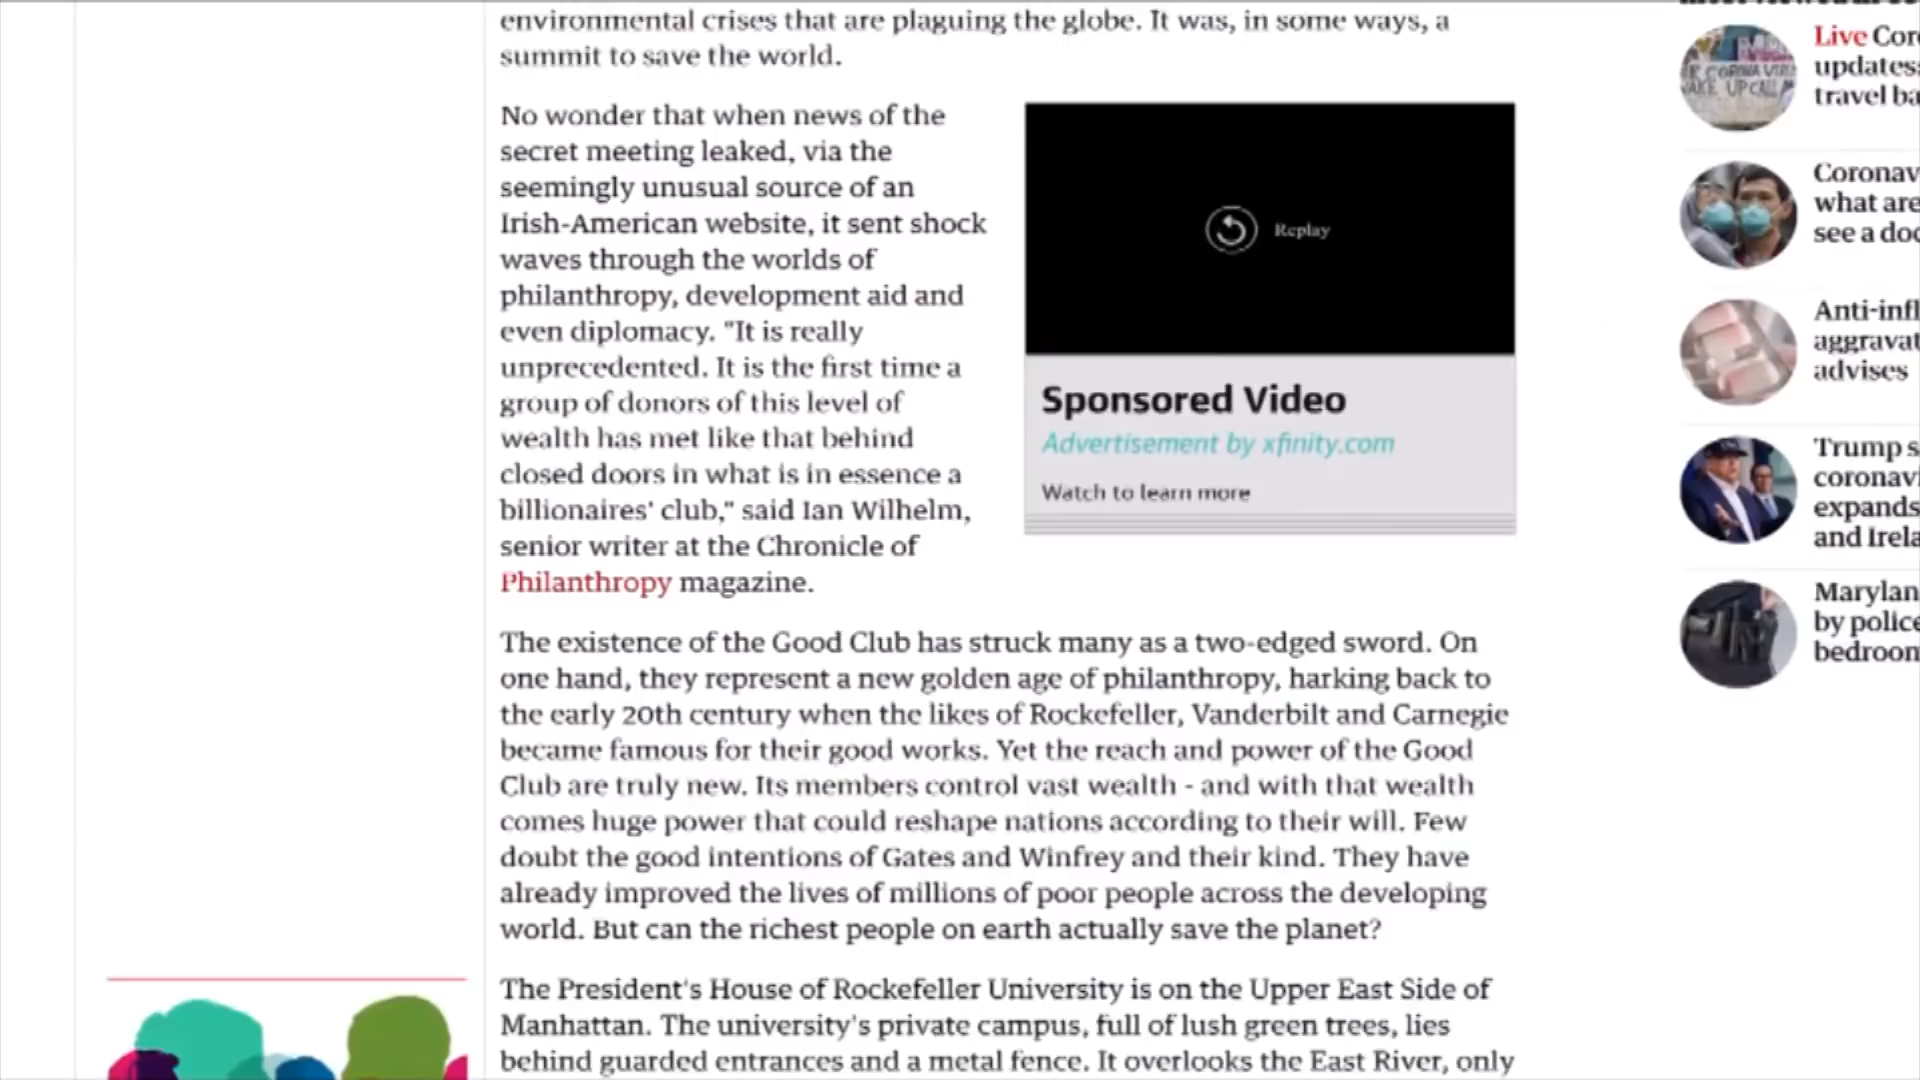 environmental crises that are plaguing the globe. It was, in some ways, a
summit to save the world.
No wonder that when news of the
secret meeting leaked, via the
seemingly unusual source of an
Irish-American website, it sent shock
waves through the worlds of
philanthropy, development aid and
even diplomacy. "It is really
unprecedented. It is the first time a
group of donors of this level of
wealth has met like that behind
closed doors in what is in essence a
billionaires' club," said Ian Wilhelm,
senior writer at the Chronicle of
Philanthropy magazine.
Replay
Sponsored Video
Advertisement by xfinity.com
Watch to learn more
The existence of the Good Club has struck many as a two-edged sword. On
one hand, they represent a new golden age of philanthropy, harking back to
the early 20th century when the likes of Rockefeller, Vanderbilt and Carnegie
became famous for their good works. Yet the reach and power of the Good
Club are truly new. Its members control vast wealth - and with that wealth
comes huge power that could reshape nations according to their will. Few
doubt the good intentions of Gates and Winfrey and their kind. They have
already improved the lives of millions of poor people across the developing
world. But can the richest people on earth actually save the planet?
The President's House of Rockefeller University is on the Upper East Side of
Manhattan. The university's private campus, full of lush green trees, lies
behind guarded entrances and a metal fence. It overlooks the East River, only
Live Cor
updates:
travel ba
Coronav
what are
see a doc
Anti-infl
aggravat
advises
Trump s
coronavi
expands
and Irela
Marylan
by police
bedroom